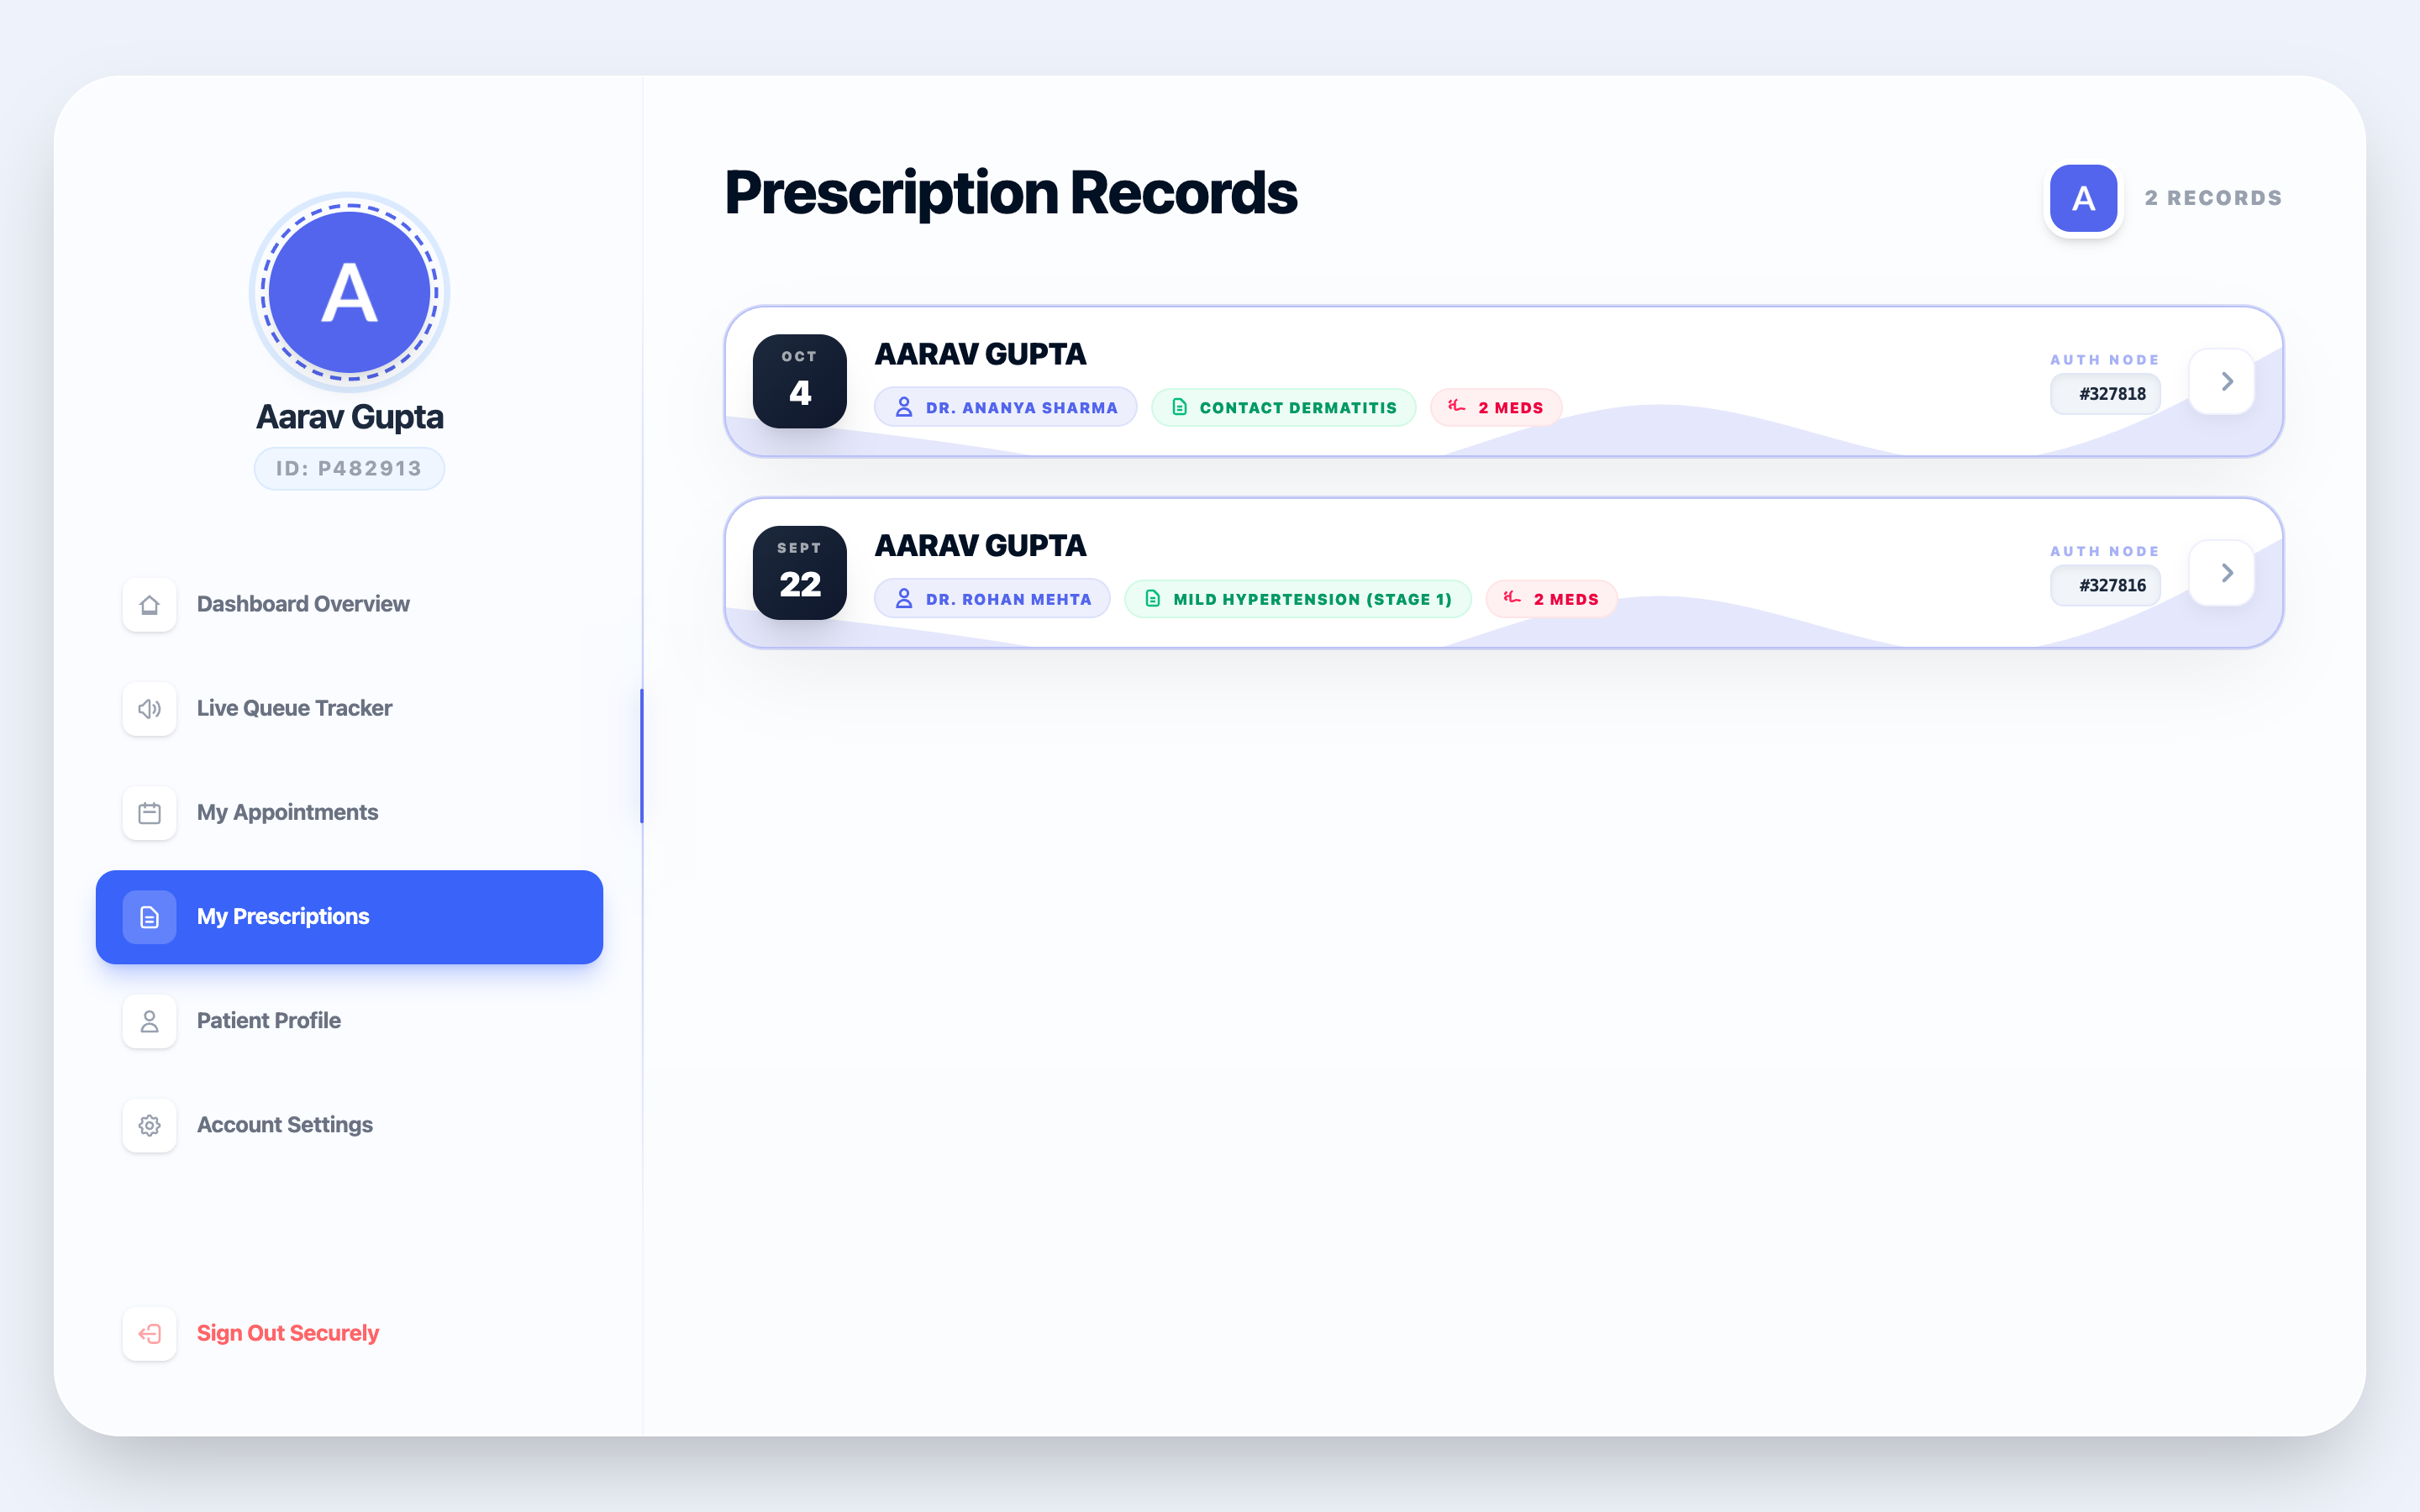 A
Aarav Gupta
ID: P482913
Dashboard Overview
Live Queue Tracker
My Appointments
My Prescriptions
Patient Profile
Account Settings
Sign Out Securely
Prescription Records
A
2 RECORDS
OCT
4
AARAV GUPTA
DR. ANANYA SHARMA
CONTACT DERMATITIS
2 MEDS
AUTH NODE
#327818
SEPT
22
AARAV GUPTA
DR. ROHAN MEHTA
MILD HYPERTENSION (STAGE 1)
2 MEDS
AUTH NODE
#327816